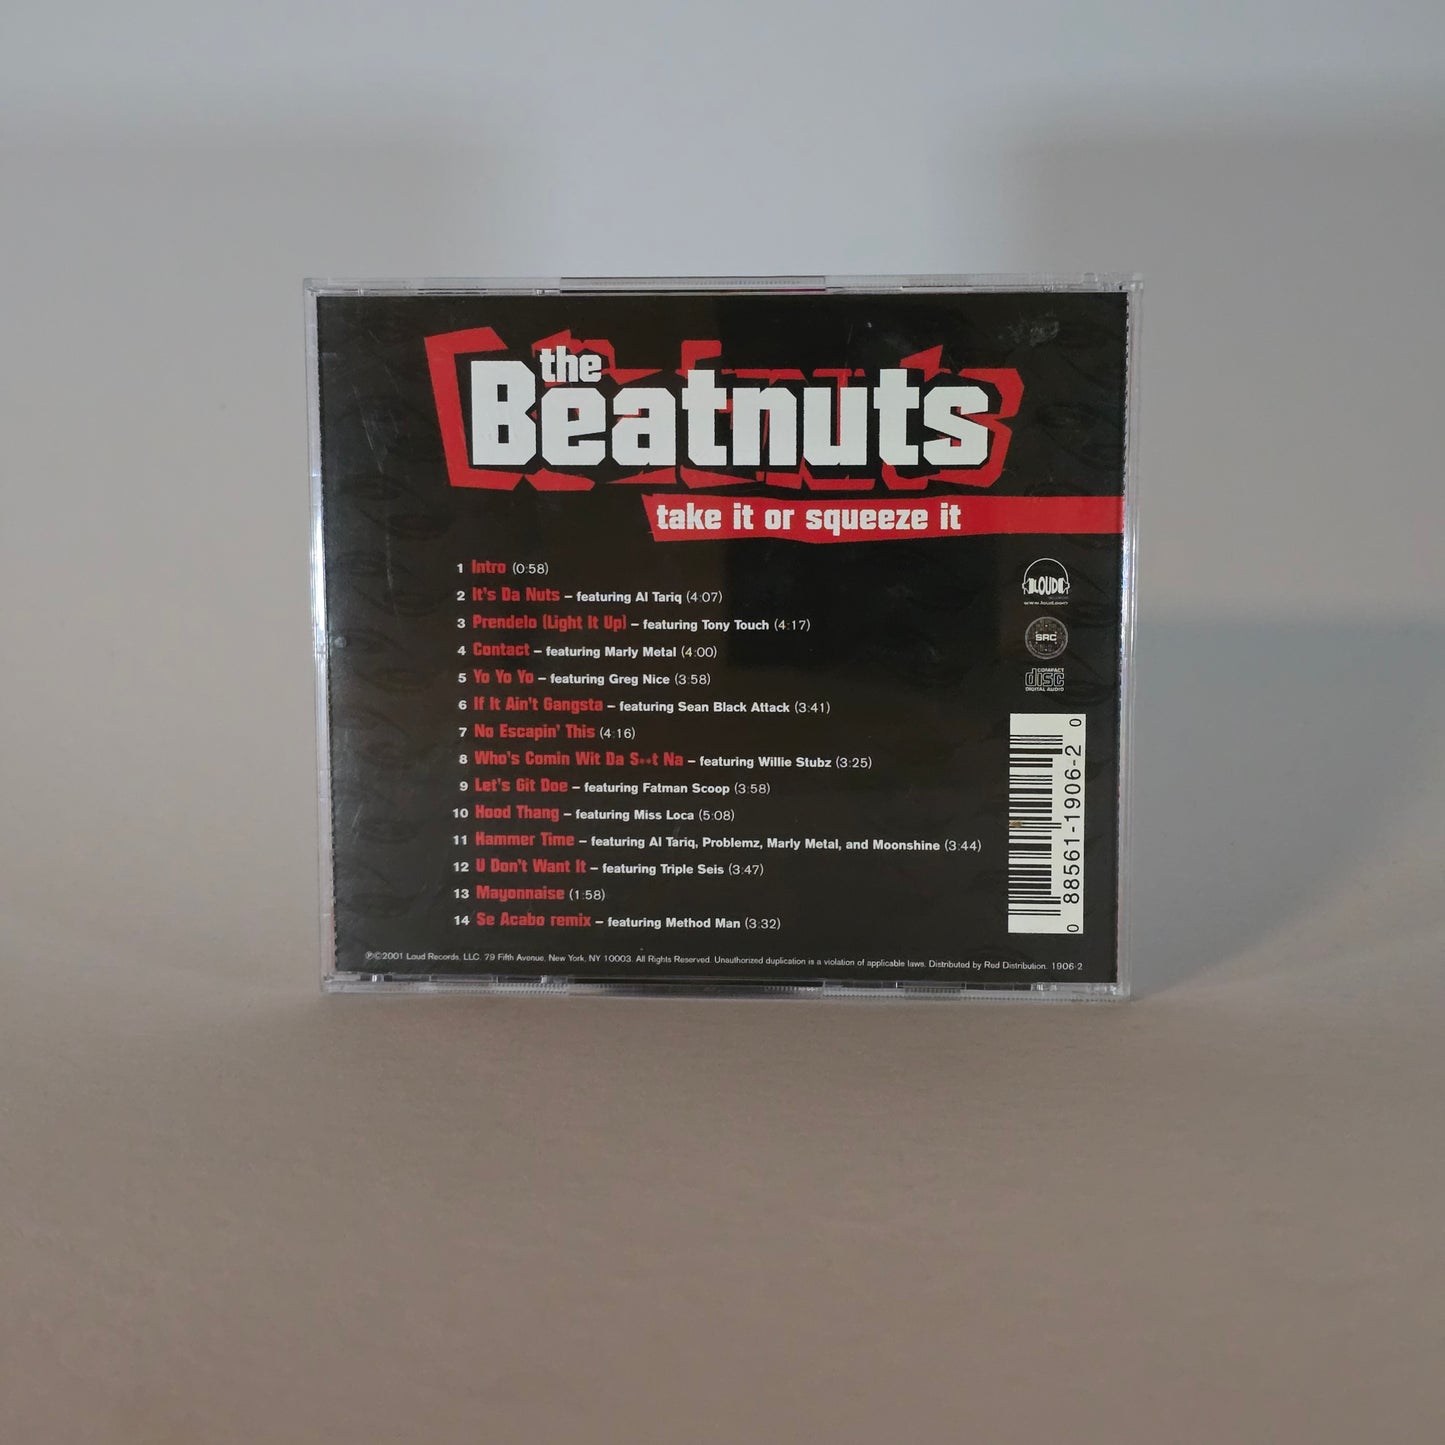 the
Beatnuts
take it or squeeze it
1 Intro (0:58)
2 It's Da Nuts – featuring Al Tariq (4:07)
3 Prendelo (Light It Up) – featuring Tony Touch (4:17)
4 Contact – featuring Marly Metal (4:00)
5 Yo Yo Yo – featuring Greg Nice (3:58)
6 If It Ain't Gangsta – featuring Sean Black Attack (3:41)
7 No Escapin' This (4:16)
8 Who's Comin Wit Da S**t Na – featuring Willie Stubz (3:25)
9 Let's Git Doe – featuring Fatman Scoop (3:58)
10 Hood Thang – featuring Miss Loca (5:08)
11 Hammer Time – featuring Al Tariq, Problemz, Marly Metal, and Moonshine (3:44)
12 U Don't Want It – featuring Triple Seis (3:47)
13 Mayonnaise (1:58)
14 Se Acabo remix – featuring Method Man (3:32)
LOUD
www.loud.com
SRC
COMPACT
disc
DIGITAL AUDIO
0 88561-1906-2 0
℗©2001 Loud Records, LLC. 79 Fifth Avenue, New York, NY 10003. All Rights Reserved. Unauthorized duplication is a violation of applicable laws. Distributed by Red Distribution. 1906-2